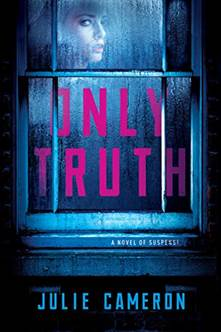 ONLY
TRUTH
A NOVEL OF SUSPENSE
JULIE CAMERON